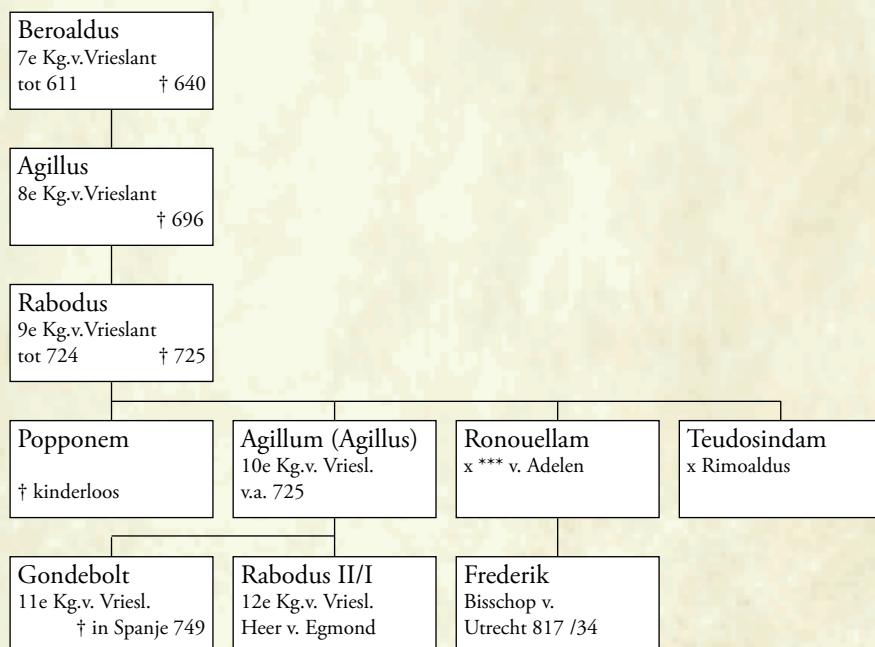 Beroaldus
7e Kg.v.Vrieslant
tot 611 † 640
Agillus
8e Kg.v.Vrieslant
† 696
Rabodus
9e Kg.v.Vrieslant
tot 724 † 725
Popponem
† kinderloos
Agillum (Agillus)
10e Kg.v. Vriesl.
v.a. 725
Ronouellam
x *** v. Adelen
Teudosindam
x Rimoaldus
Gondebolt
11e Kg.v. Vriesl.
† in Spanje 749
Rabodus II/I
12e Kg.v. Vriesl.
Heer v. Egmond
Frederik
Bisschop v.
Utrecht 817 /34